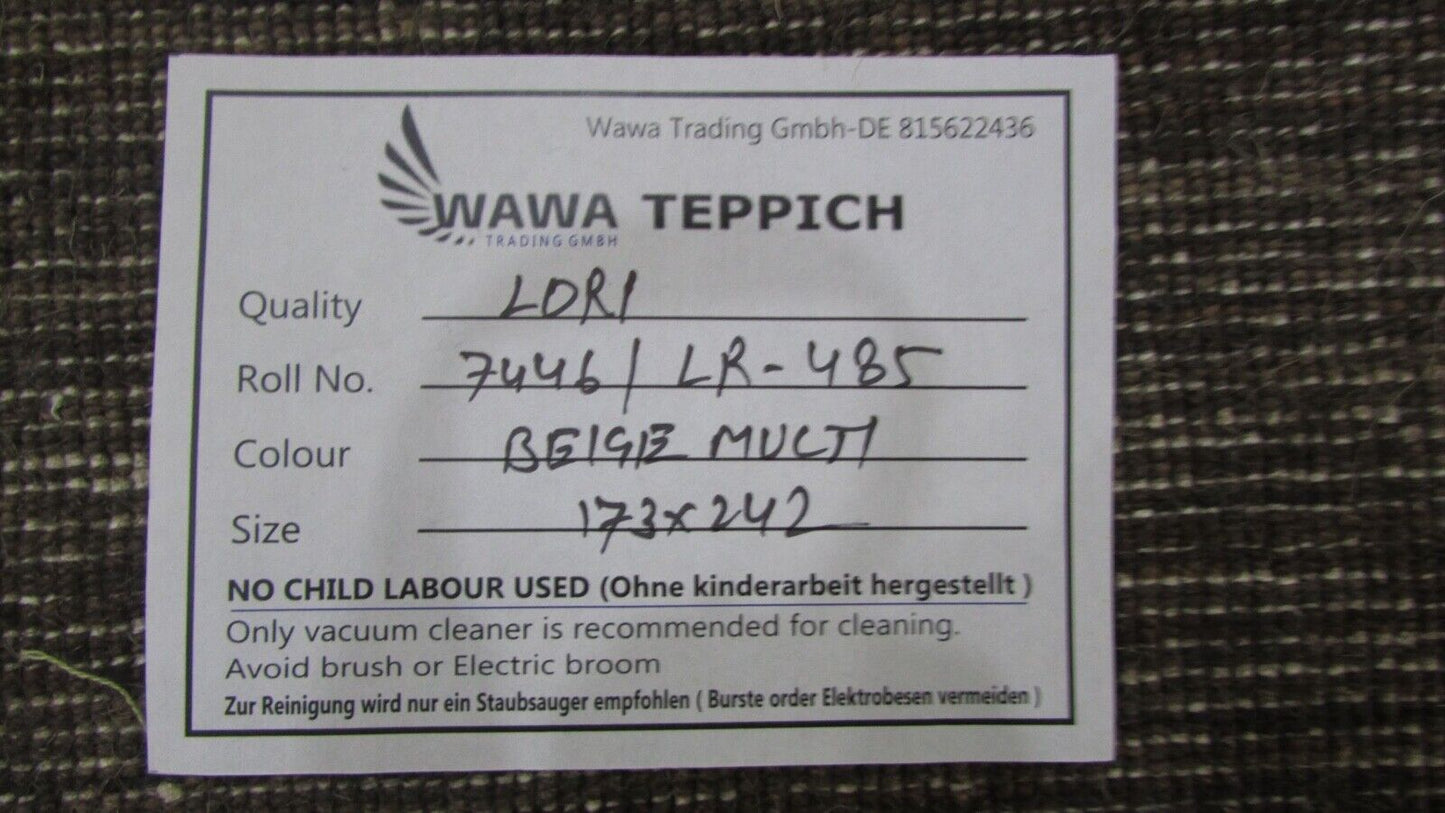 Wawa Trading Gmbh-DE 815622436
WAWA TEPPICH
TRADING GMBH
Quality LORI
Roll No. 7446/ LR-485
Colour BEIGE MULTI
Size 173x242
NO CHILD LABOUR USED (Ohne kinderarbeit hergestellt )
Only vacuum cleaner is recommended for cleaning.
Avoid brush or Electric broom
Zur Reinigung wird nur ein Staubsauger empfohlen ( Burste order Elektrobesen vermeiden )